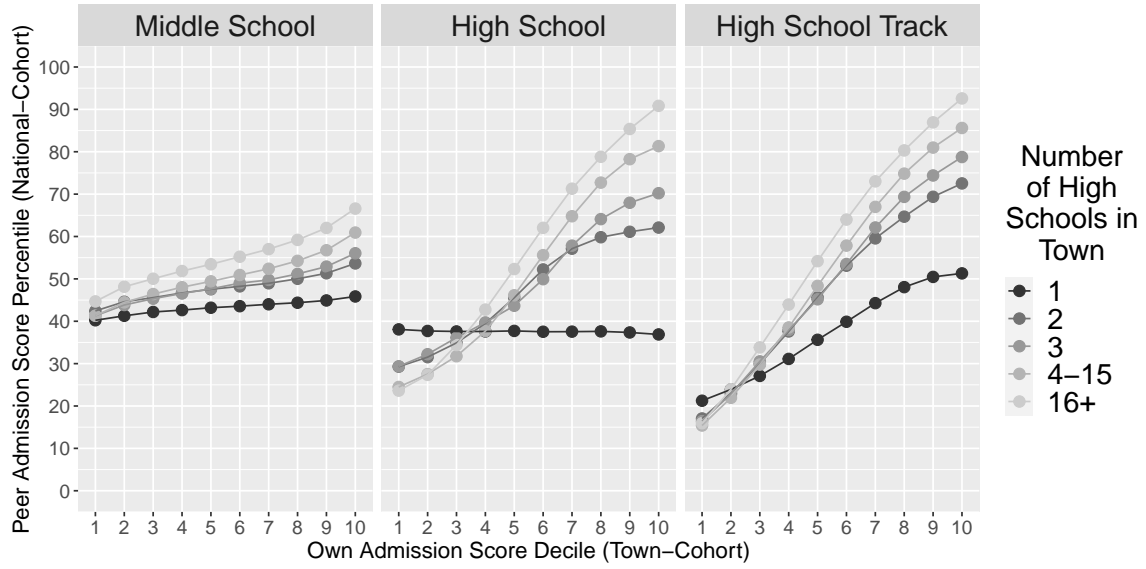 Middle School
High School
High School Track
Peer Admission Score Percentile (National−Cohort)
100
90
80
70
60
50
40
30
20
10
0
1 2 3 4 5 6 7 8 9 10
1 2 3 4 5 6 7 8 9 10
1 2 3 4 5 6 7 8 9 10
Own Admission Score Decile (Town−Cohort)
Number
of High
Schools in
Town
1
2
3
4−15
16+